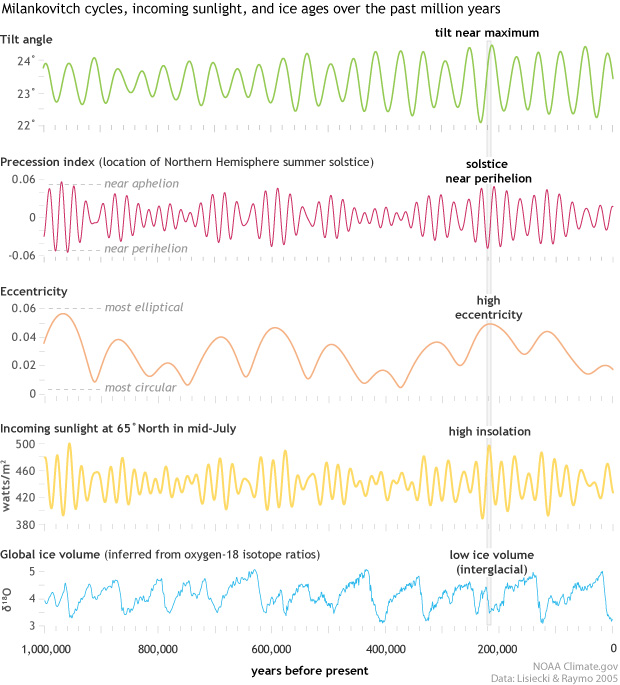 Milankovitch cycles, incoming sunlight, and ice ages over the past million years
Tilt angle
tilt near maximum
24°
23°
22°
Precession index (location of Northern Hemisphere summer solstice)
solstice
near perihelion
0.06
near aphelion
0
-0.06
near perihelion
Eccentricity
0.06
most elliptical
high
eccentricity
0.04
0.02
0
most circular
Incoming sunlight at 65°North in mid-July
high insolation
500
460
420
380
watts/m²
Global ice volume (inferred from oxygen-18 isotope ratios)
low ice volume
(interglacial)
5
4
3
δ¹⁸O
1,000,000
800,000
600,000
400,000
200,000
0
years before present
NOAA Climate.gov
Data: Lisiecki & Raymo 2005